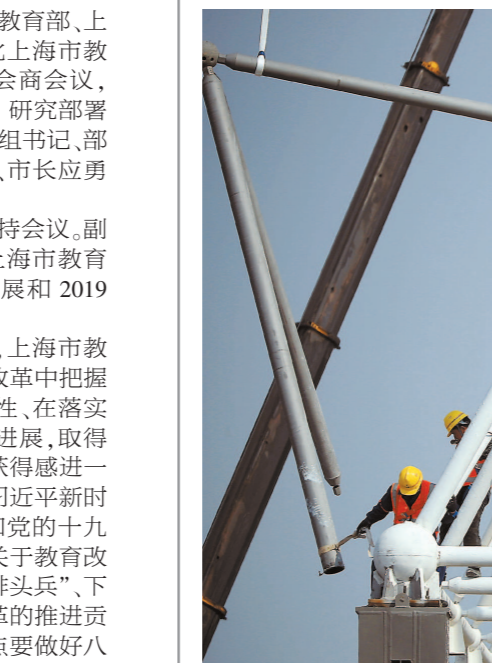 教育部、上
化上海市教
会商会议，
研究部署
组书记、部
、市长应勇
持会议。副
上海市教育
展和 2019
，上海市教
改革中把握
性、在落实
进展，取得
获得感进一
习近平新时
和党的十九
关于教育改
排头兵”、下
革的推进贡
点要做好八